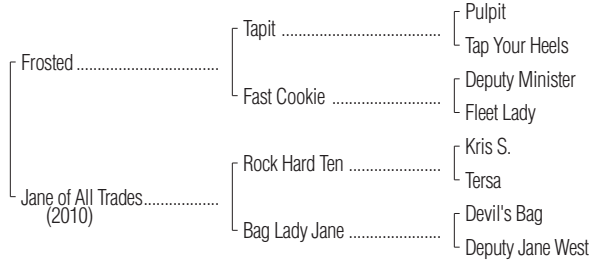 Pulpit
Tapit ................................
Tap Your Heels
Frosted .............................
Deputy Minister
Fast Cookie ......................
Fleet Lady
Kris S.
Rock Hard Ten ..................
Tersa
Jane of All Trades...............
(2010)
Devil's Bag
Bag Lady Jane ..................
Deputy Jane West